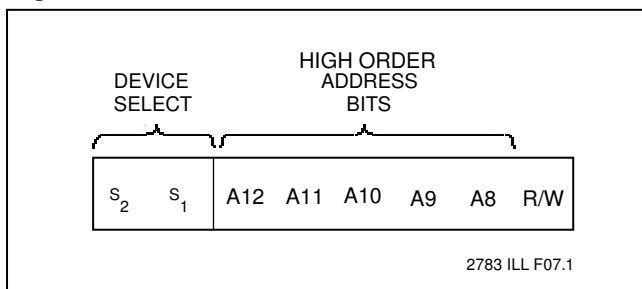 DEVICE
SELECT
HIGH ORDER
ADDRESS
BITS
S2 S1 A12 A11 A10 A9 A8 R/W
2783 ILL F07.1